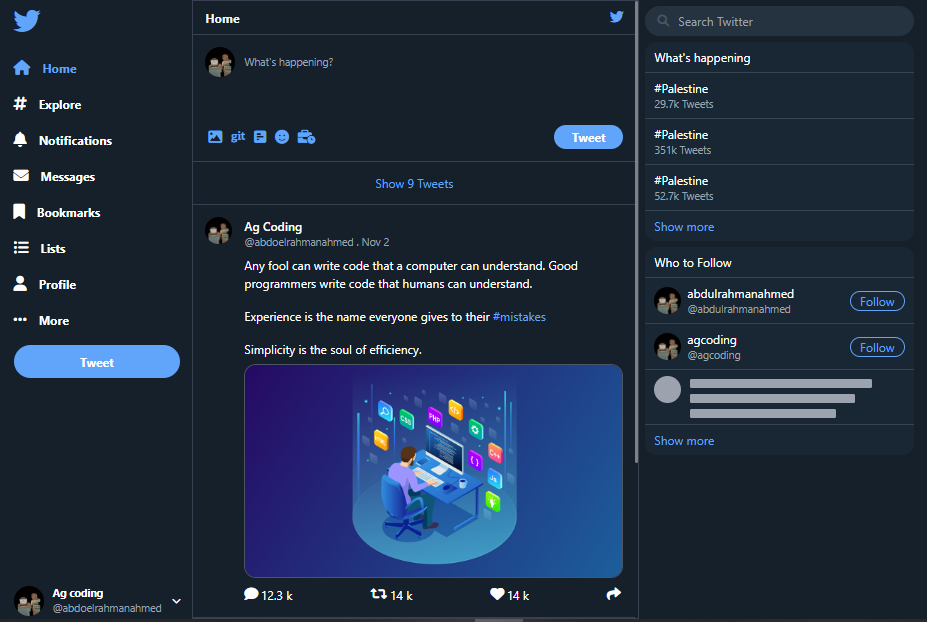 Home
Explore
Notifications
Messages
Bookmarks
Lists
Profile
More
Tweet
Ag coding
@abdoelrahmanahmed
Home
What's happening?
git
Tweet
Show 9 Tweets
Ag Coding
@abdoelrahmanahmed . Nov 2
Any fool can write code that a computer can understand. Good
programmers write code that humans can understand.
Experience is the name everyone gives to their #mistakes
Simplicity is the soul of efficiency.
CSS
PHP
C++
JS
12.3 k
14 k
14 k
Search Twitter
What's happening
#Palestine
29.7k Tweets
#Palestine
351k Tweets
#Palestine
52.7k Tweets
Show more
Who to Follow
abdulrahmanahmed
@abdulrahmanahmed
Follow
agcoding
@agcoding
Follow
Show more